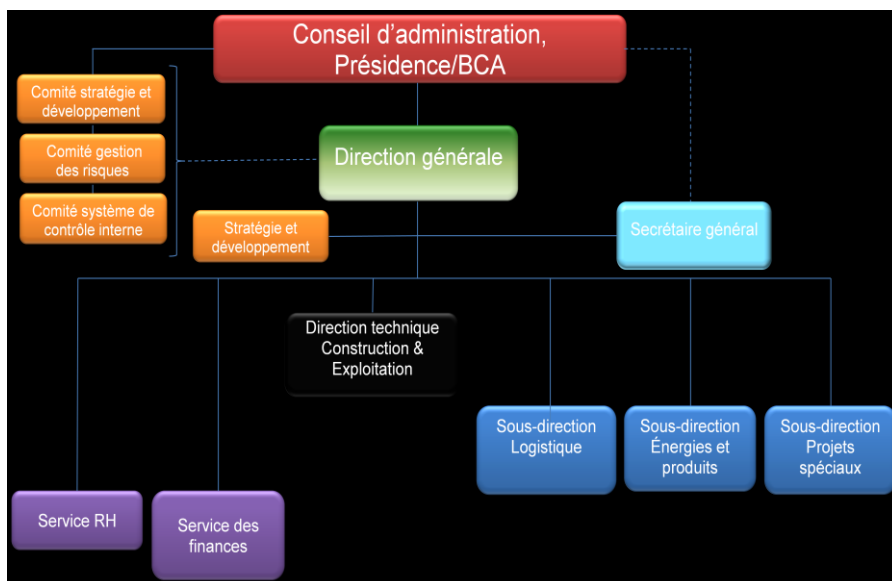 Conseil d'administration,
Présidence/BCA
Comité stratégie et
développement
Comité gestion
des risques
Comité système de
contrôle interne
Direction générale
Stratégie et
développement
Secrétaire général
Direction technique
Construction &
Exploitation
Sous-direction
Logistique
Sous-direction
Énergies et
produits
Sous-direction
Projets
spéciaux
Service RH
Service des
finances